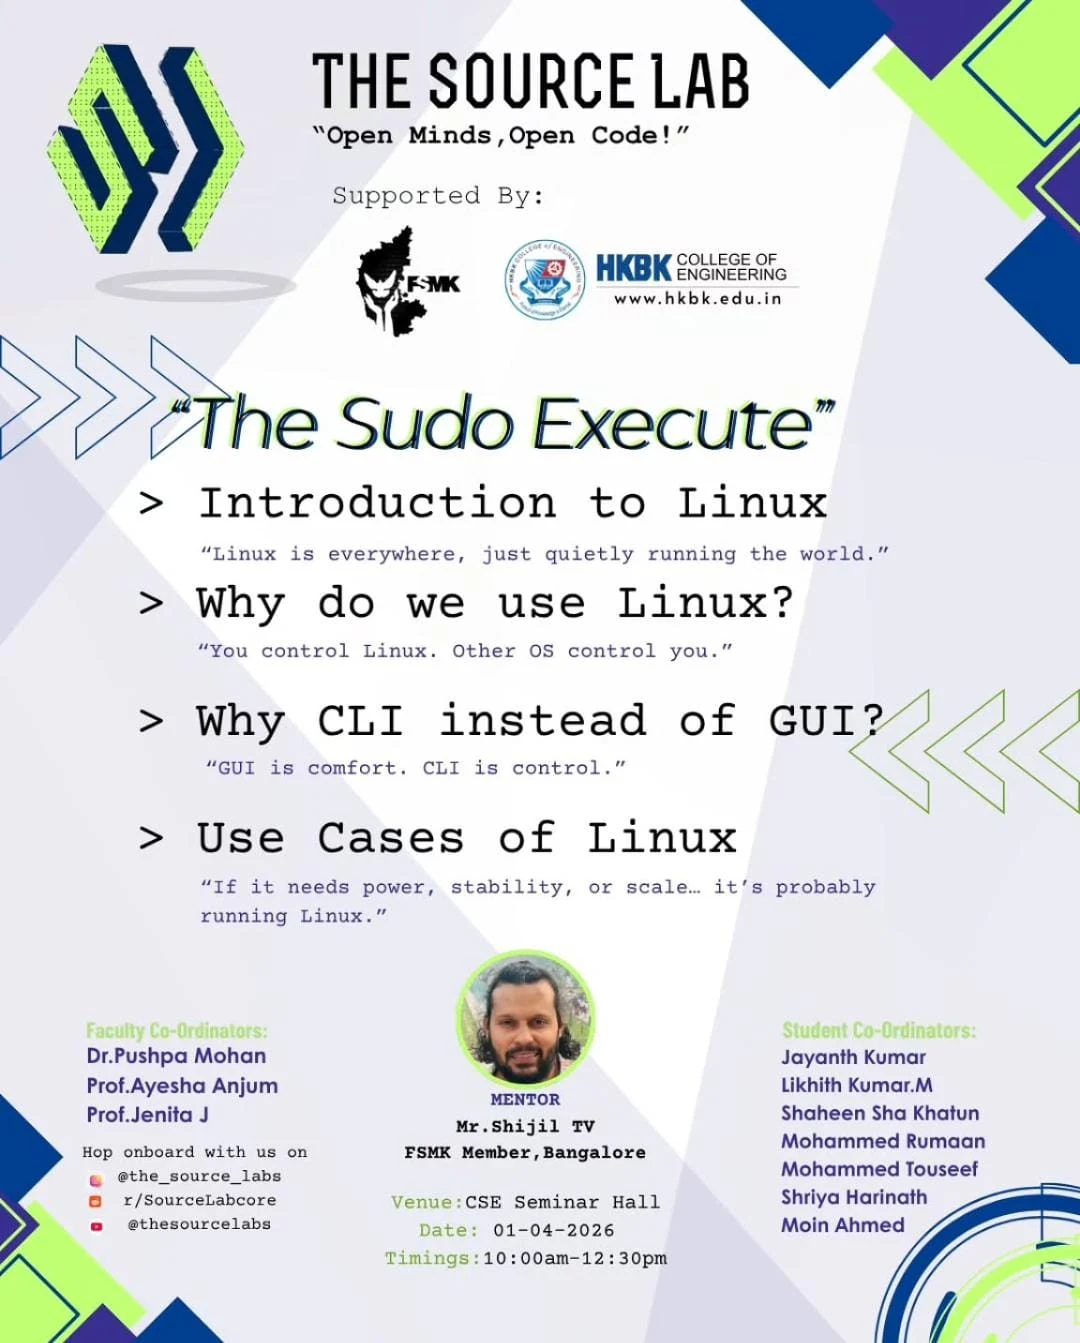 THE SOURCE LAB
“Open Minds,Open Code!”
Supported By:
FSMK
HKBK COLLEGE of ENGINEERING
HKBK COLLEGE OF
ENGINEERING
www.hkbk.edu.in
“The Sudo Execute”
> Introduction to Linux
“Linux is everywhere, just quietly running the world.”
> Why do we use Linux?
“You control Linux. Other OS control you.”
> Why CLI instead of GUI?
“GUI is comfort. CLI is control.”
> Use Cases of Linux
“If it needs power, stability, or scale… it’s probably
running Linux.”
Faculty Co-Ordinators:
Dr.Pushpa Mohan
Prof.Ayesha Anjum
Prof.Jenita J
Hop onboard with us on
@the_source_labs
r/SourceLabcore
@thesourcelabs
MENTOR
Mr.Shijil TV
FSMK Member,Bangalore
Venue:CSE Seminar Hall
Date: 01-04-2026
Timings:10:00am-12:30pm
Student Co-Ordinators:
Jayanth Kumar
Likhith Kumar.M
Shaheen Sha Khatun
Mohammed Rumaan
Mohammed Touseef
Shriya Harinath
Moin Ahmed